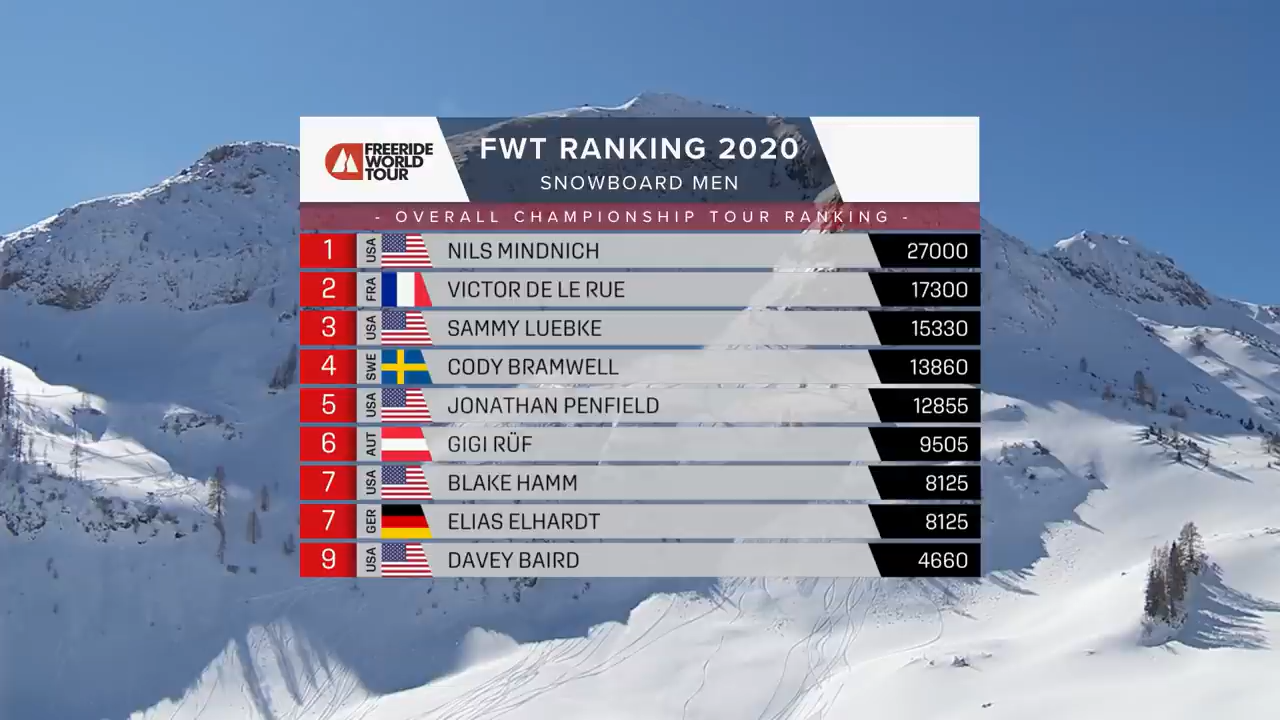 FREERIDE
WORLD
TOUR
FWT RANKING 2020
SNOWBOARD MEN
- OVERALL CHAMPIONSHIP TOUR RANKING -
1 USA NILS MINDNICH 27000
2 FRA VICTOR DE LE RUE 17300
3 USA SAMMY LUEBKE 15330
4 SWE CODY BRAMWELL 13860
5 USA JONATHAN PENFIELD 12855
6 AUT GIGI RÜF 9505
7 USA BLAKE HAMM 8125
7 GER ELIAS ELHARDT 8125
9 USA DAVEY BAIRD 4660